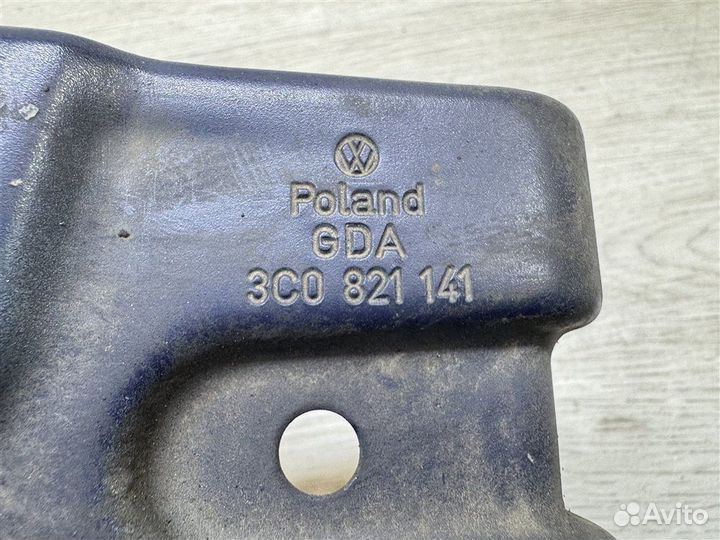 Poland
GDA
3C0 821 141
Avito